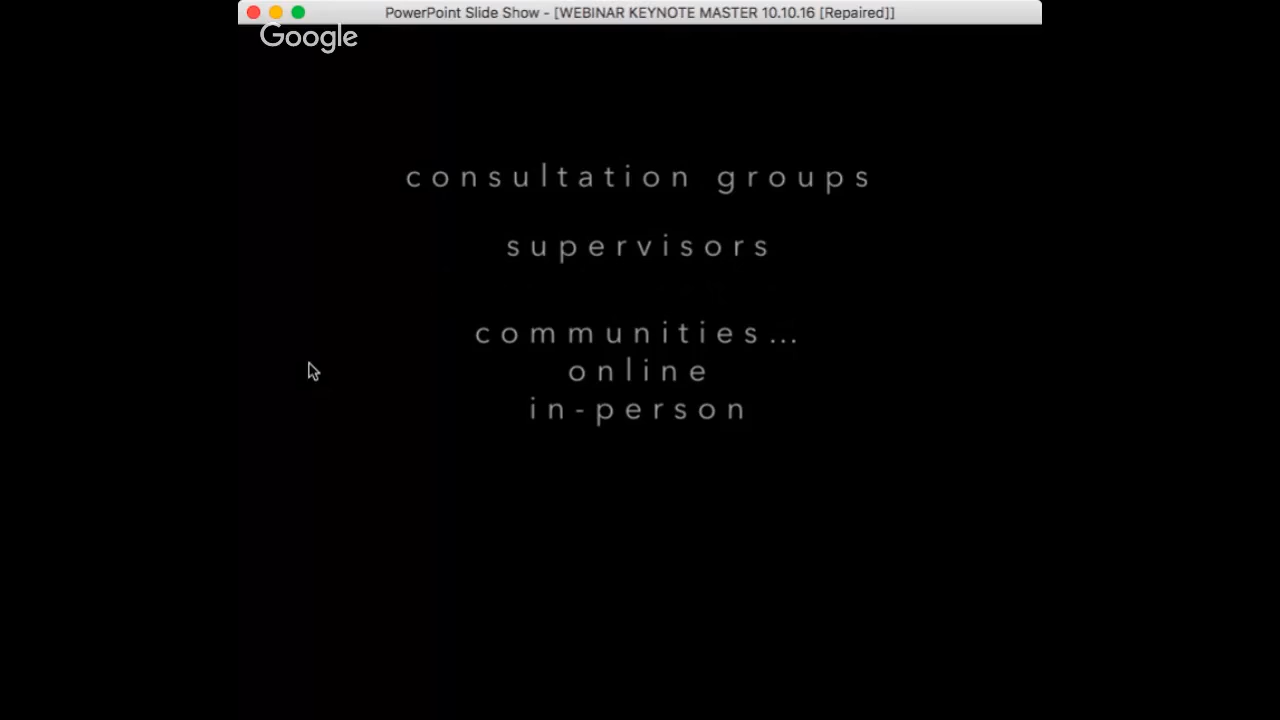 PowerPoint Slide Show - [WEBINAR KEYNOTE MASTER 10.10.16 [Repaired]]
Google
consultation groups
supervisors
communities...
online
in-person